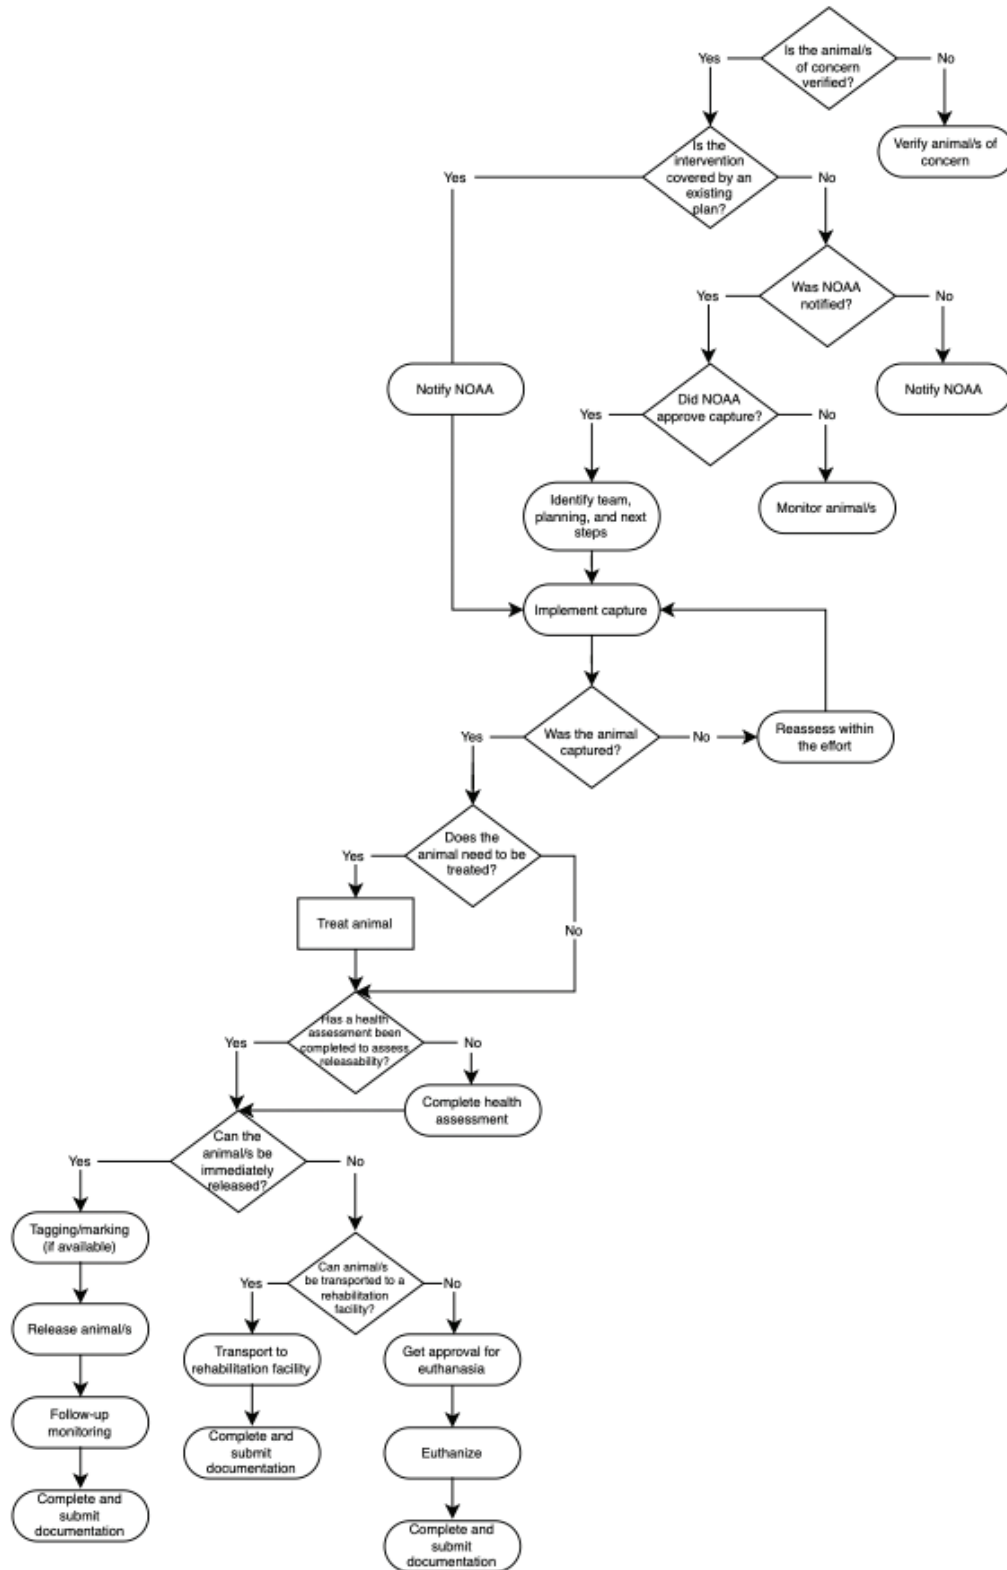 Is the animal/s
of concern
verified?
Yes
No
Verify animal/s of
concern
Is the
intervention
covered by an
existing
plan?
Yes
No
Was NOAA
notified?
Yes
No
Notify NOAA
Notify NOAA
Did NOAA
approve capture?
Yes
No
Identify team,
planning, and next
steps
Monitor animal/s
Implement capture
Was the animal
captured?
Yes
No
Reassess within
the effort
Does the
animal need to be
treated?
Yes
No
Treat animal
Has a health
assessment been
completed to assess
releasability?
Yes
No
Complete health
assessment
Can the
animal/s be
immediately
released?
Yes
No
Tagging/marking
(if available)
Release animal/s
Follow-up
monitoring
Complete and
submit
documentation
Can animal/s
be transported to a
rehabilitation
facility?
Yes
No
Transport to
rehabilitation facility
Complete and
submit
documentation
Get approval for
euthanasia
Euthanize
Complete and
submit
documentation